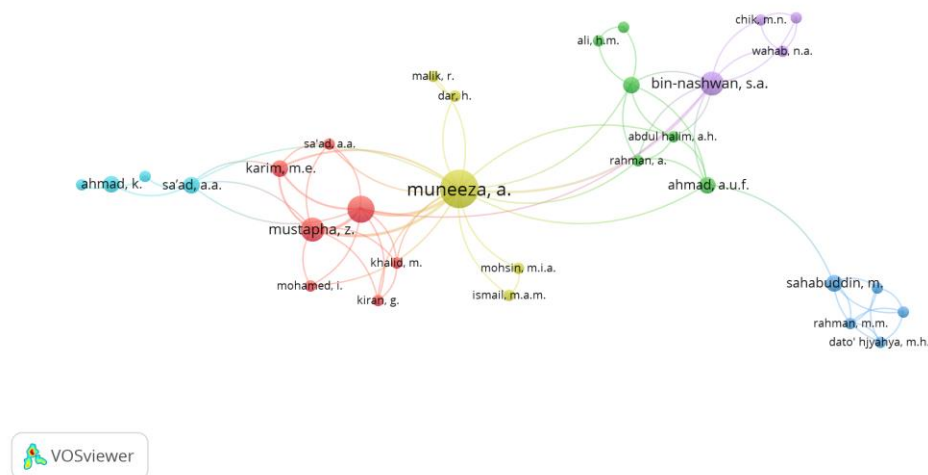 chik, m.n.
ali, h.m.
wahab, n.a.
malik, r.
bin-nashwan, s.a.
dar, h.
abdul halim, a.h.
sa'ad, a.a.
rahman, a.
karim, m.e.
ahmad, k.
sa'ad, a.a.
muneeza, a.
ahmad, a.u.f.
mustapha, z.
khalid, m.
mohsin, m.i.a.
mohamed, i.
sahabuddin, m.
ismail, m.a.m.
kiran, g.
rahman, m.m.
dato' hjyahya, m.h.
VOSviewer